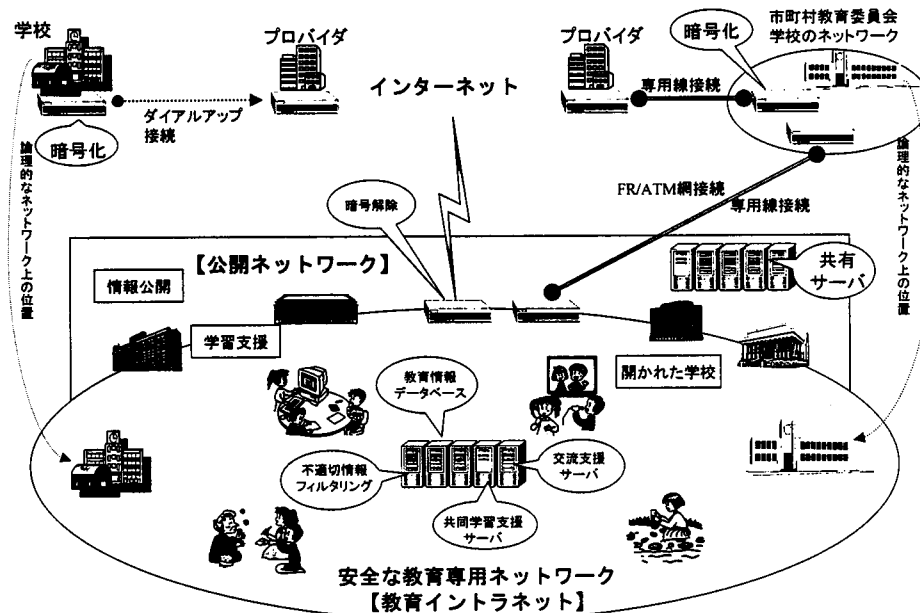 学校
プロバイダ
プロバイダ
暗号化
市町村教育委員会
学校のネットワーク
インターネット
専用線接続
ダイアルアップ
接続
暗号化
論理的なネットワーク上の位置
論理的なネットワーク上の位置
FR/ATM網接続
専用線接続
暗号解除
【公開ネットワーク】
情報公開
共有
サーバ
学習支援
開かれた学校
教育情報
データベース
不適切情報
フィルタリング
交流支援
サーバ
共同学習支援
サーバ
安全な教育専用ネットワーク
【教育イントラネット】